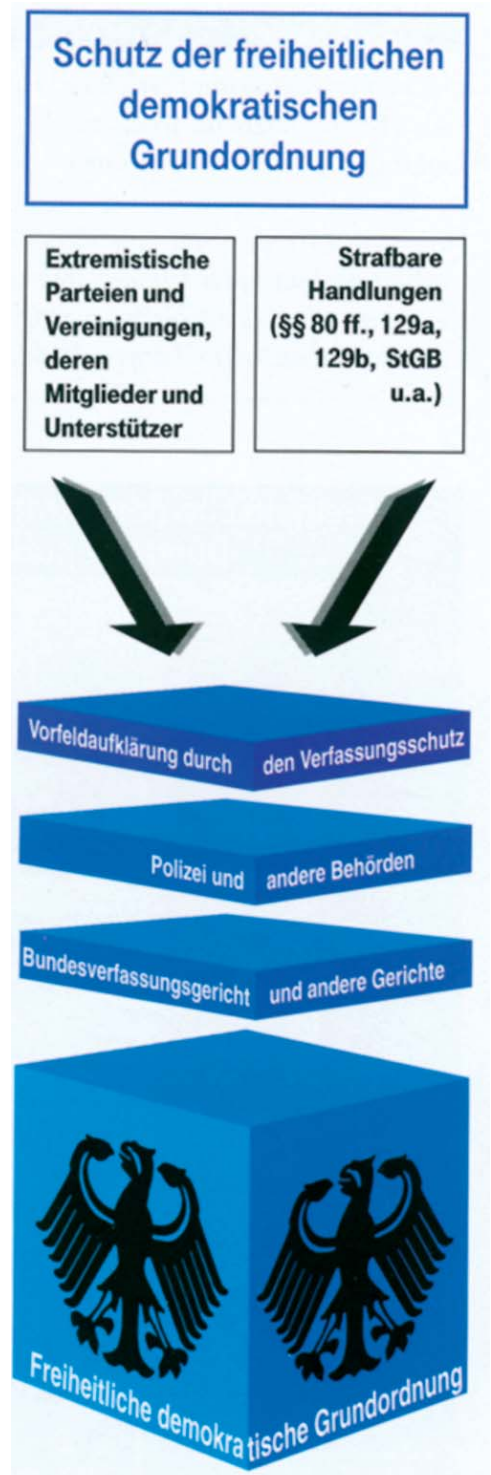 Schutz der freiheitlichen
demokratischen
Grundordnung
Extremistische
Parteien und
Vereinigungen,
deren
Mitglieder und
Unterstützer
Strafbare
Handlungen
(§§ 80 ff., 129a,
129b, StGB
u.a.)
Vorfeldaufklärung durch den Verfassungsschutz
Polizei und andere Behörden
Bundesverfassungsgericht und andere Gerichte
Freiheitliche demokratische Grundordnung